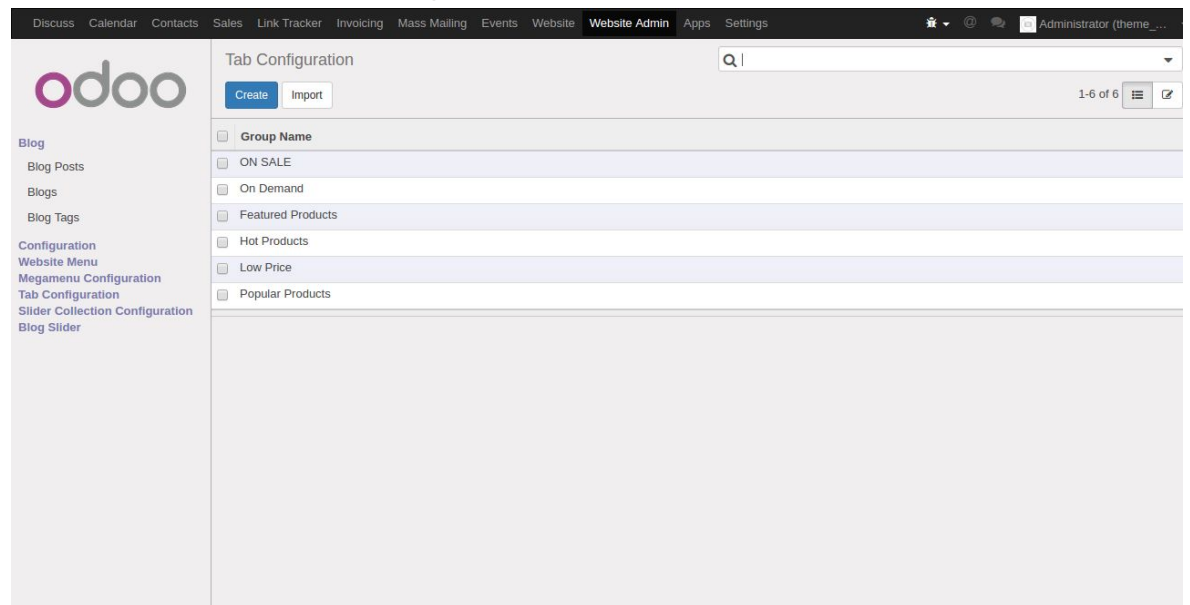 Discuss Calendar Contacts Sales Link Tracker Invoicing Mass Mailing Events Website Website Admin Apps Settings @ Administrator (theme_...
odoo
Tab Configuration
Create Import 1-6 of 6
Blog
Blog Posts
Blogs
Blog Tags
Configuration
Website Menu
Megamenu Configuration
Tab Configuration
Slider Collection Configuration
Blog Slider
Group Name
ON SALE
On Demand
Featured Products
Hot Products
Low Price
Popular Products